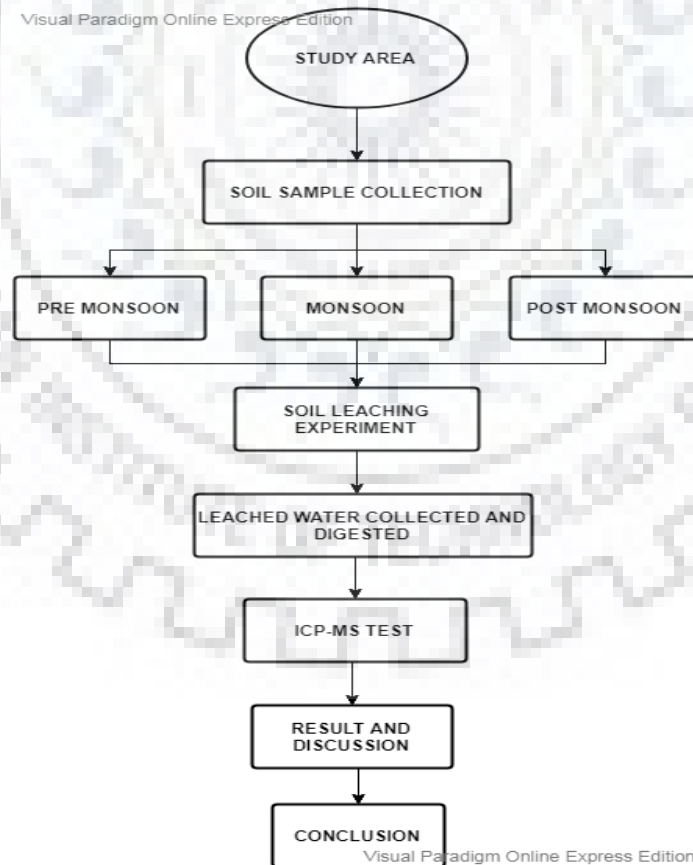 Visual Paradigm Online Express Edition
STUDY AREA
SOIL SAMPLE COLLECTION
PRE MONSOON
MONSOON
POST MONSOON
SOIL LEACHING
EXPERIMENT
LEACHED WATER COLLECTED AND
DIGESTED
ICP-MS TEST
RESULT AND
DISCUSSION
CONCLUSION
Visual Paradigm Online Express Edition